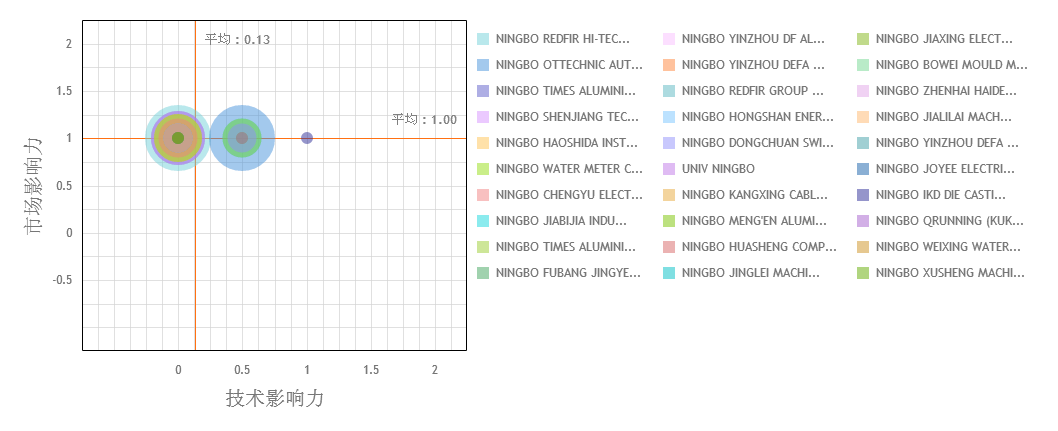 平均：0.13
平均：1.00
2
1.5
1
0.5
0
-0.5
市场影响力
0
0.5
1
1.5
2
技术影响力
NINGBO REDFIR HI-TEC...
NINGBO OTTECHNIC AUT...
NINGBO TIMES ALUMINI...
NINGBO SHENJIANG TEC...
NINGBO HAOSHIDA INST...
NINGBO WATER METER C...
NINGBO CHENGYU ELECT...
NINGBO JIABIJIA INDU...
NINGBO TIMES ALUMINI...
NINGBO FUBANG JINGYE...
NINGBO YINZHOU DF AL...
NINGBO YINZHOU DEFA ...
NINGBO REDFIR GROUP ...
NINGBO HONGSHAN ENER...
NINGBO DONGCHUAN SWI...
UNIV NINGBO
NINGBO KANGXING CABL...
NINGBO MENG'EN ALUMI...
NINGBO HUASHENG COMP...
NINGBO JINGLEI MACHI...
NINGBO JIAXING ELECT...
NINGBO BOWEI MOULD M...
NINGBO ZHENHAI HAIDE...
NINGBO JIALILAI MACH...
NINGBO YINZHOU DEFA ...
NINGBO JOYEE ELECTRI...
NINGBO IKD DIE CASTI...
NINGBO QRUNNING (KUK...
NINGBO WEIXING WATER...
NINGBO XUSHENG MACHI...